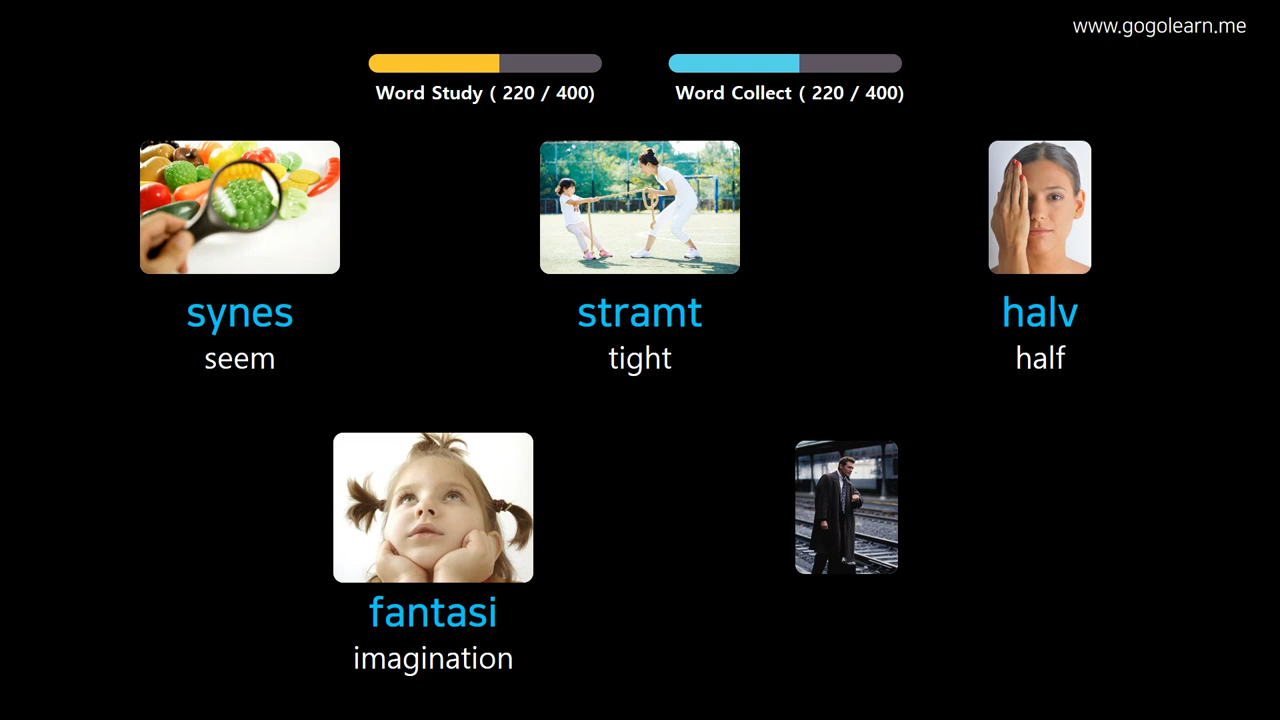 www.gogolearn.me
Word Study ( 220 / 400)
Word Collect ( 220 / 400)
synes
seem
stramt
tight
halv
half
fantasi
imagination